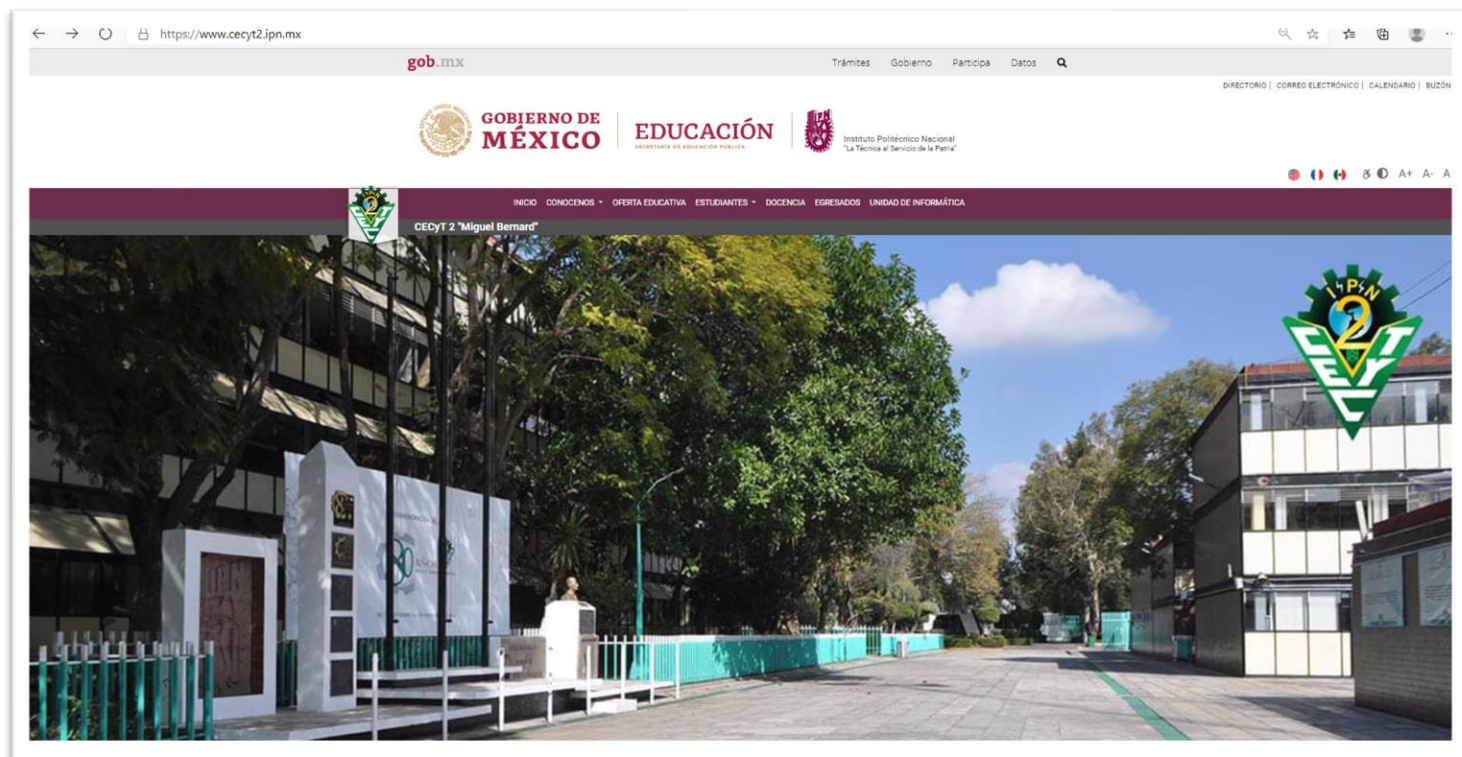 https://www.cecyt2.ipn.mx
gob.mx
Trámites Gobierno Participa Datos
DIRECTORIO | CORREO ELECTRÓNICO | CALENDARIO | BUZÓN
GOBIERNO DE
MÉXICO
EDUCACIÓN
SECRETARÍA DE EDUCACIÓN PÚBLICA
Instituto Politécnico Nacional
"La Técnica al Servicio de la Patria"
A+ A- A
INICIO CONOCENOS OFERTA EDUCATIVA ESTUDIANTES DOCENCIA EGRESADOS UNIDAD DE INFORMÁTICA
CECyT 2 "Miguel Bernard"
IPN
2
CECYT
80
AÑOS